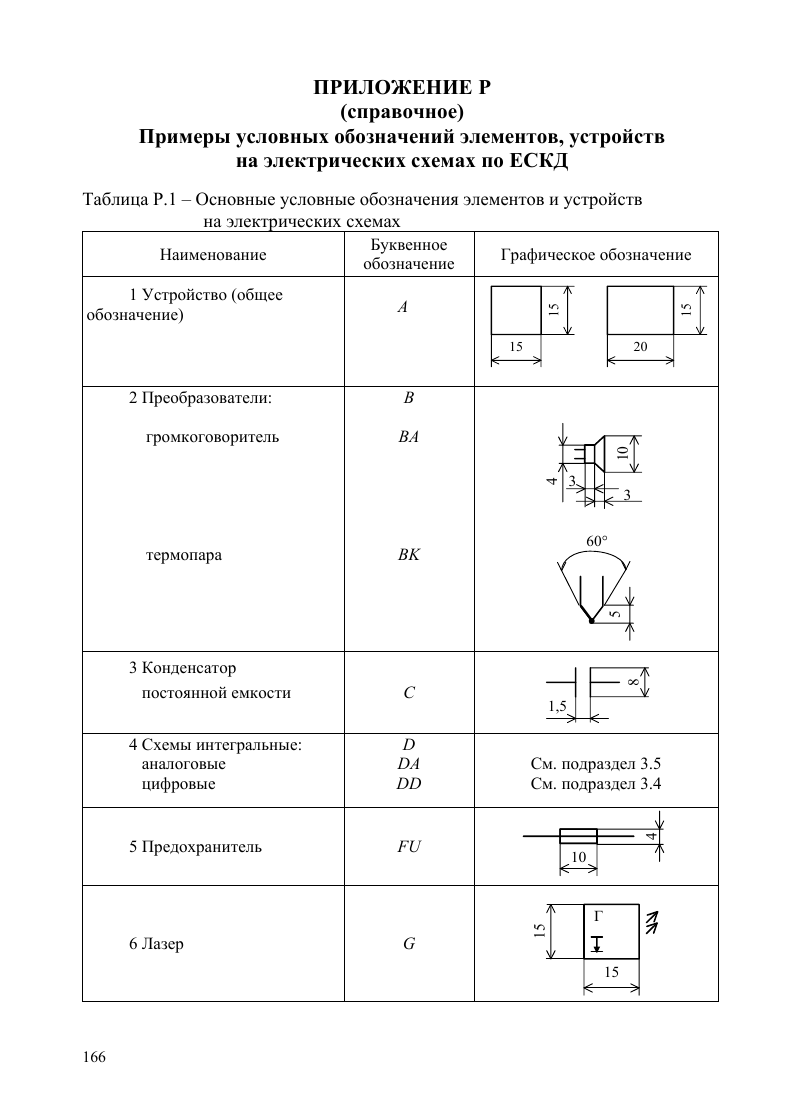 ПРИЛОЖЕНИЕ Р
(справочное)
Примеры условных обозначений элементов, устройств
на электрических схемах по ЕСКД
Таблица Р.1 – Основные условные обозначения элементов и устройств
на электрических схемах
Наименование
Буквенное
обозначение
Графическое обозначение
1 Устройство (общее
обозначение)
A
15
15
15
20
2 Преобразователи:
B
громкоговоритель
BA
10
4
3
3
термопара
BK
60°
5
3 Конденсатор
постоянной емкости
C
8
1,5
4 Схемы интегральные:
D
аналоговые
DA
См. подраздел 3.5
цифровые
DD
См. подраздел 3.4
5 Предохранитель
FU
4
10
6 Лазер
G
15
Г
15
166